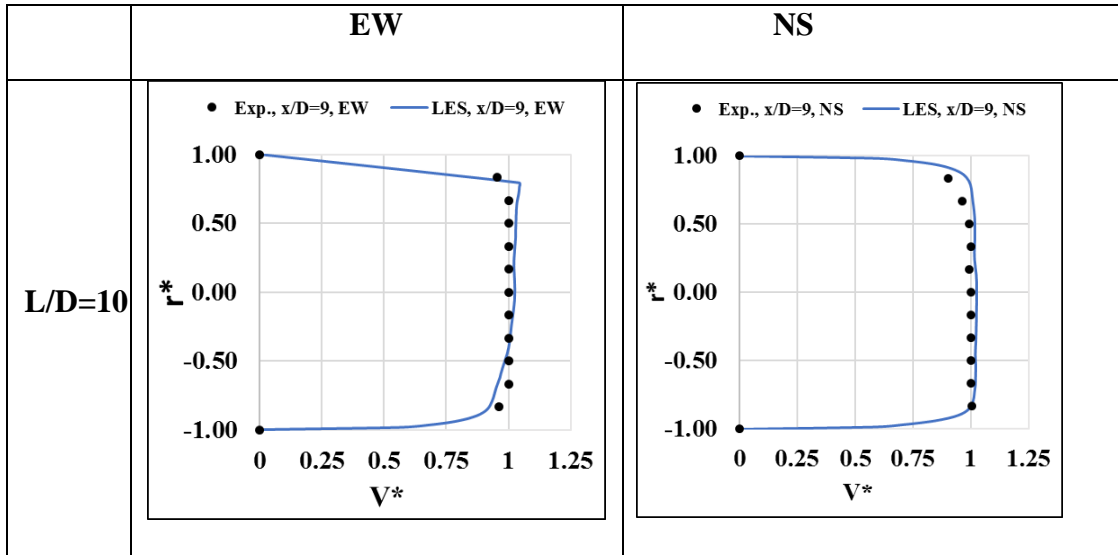 EW NS
L/D=10
Exp., x/D=9, EW LES, x/D=9, EW
1.00
0.50
0.00
-0.50
-1.00
r*
0 0.25 0.5 0.75 1 1.25
V*
Exp., x/D=9, NS LES, x/D=9, NS
1.00
0.50
0.00
-0.50
-1.00
r*
0 0.25 0.5 0.75 1 1.25
V*